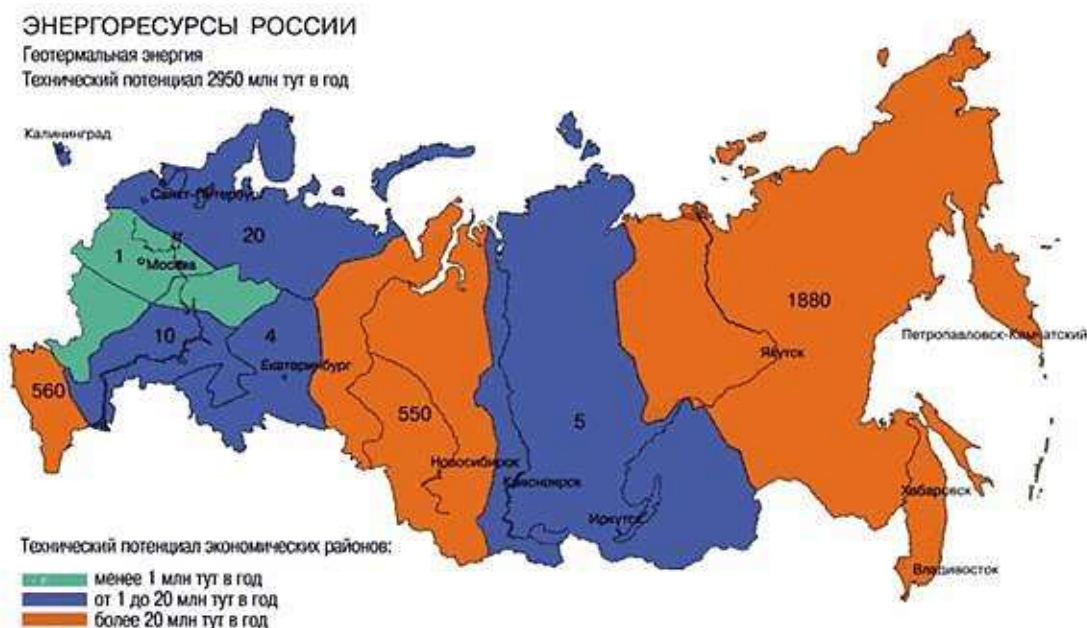 ЭНЕРГОРЕСУРСЫ РОССИИ
Геотермальная энергия
Технический потенциал 2950 млн тут в год
Калининград
Санкт-Петербург
20
1
Москва
1880
10
4
Петропавловск-Камчатский
Якутск
Екатеринбург
560
550
5
Новосибирск
Красноярск
Хабаровск
Иркутск
Технический потенциал экономических районов:
Владивосток
менее 1 млн тут в год
от 1 до 20 млн тут в год
более 20 млн тут в год